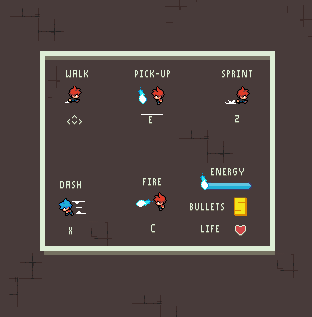 WALK
PICK-UP
SPRINT
<◇>
E
Z
DASH
FIRE
ENERGY
BULLETS
X
C
LIFE